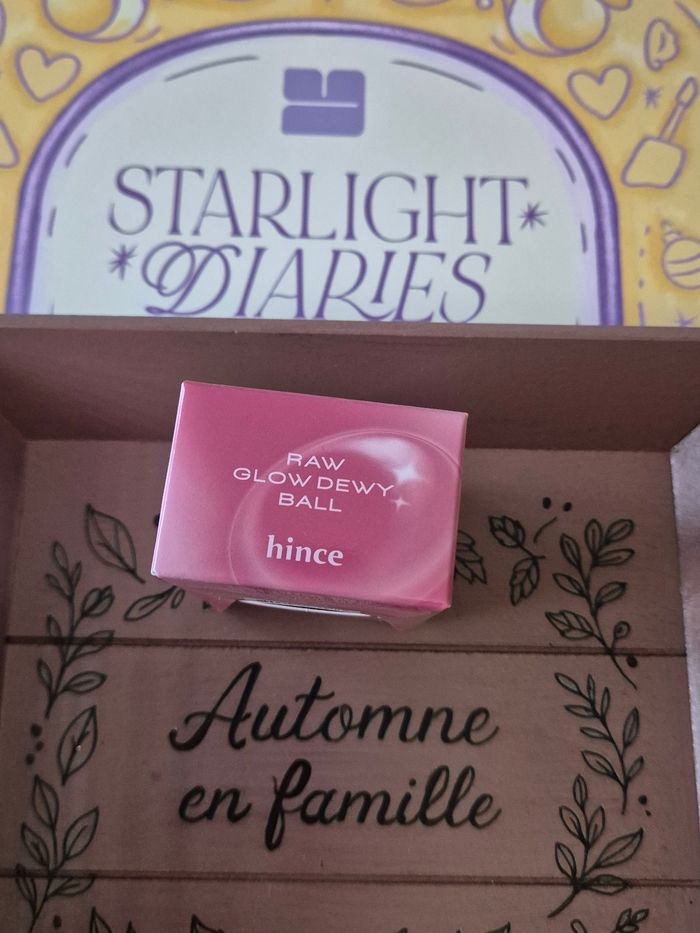 STARLIGHT
DIARIES
RAW
GLOW DEWY
BALL
hince
Automne
en famille